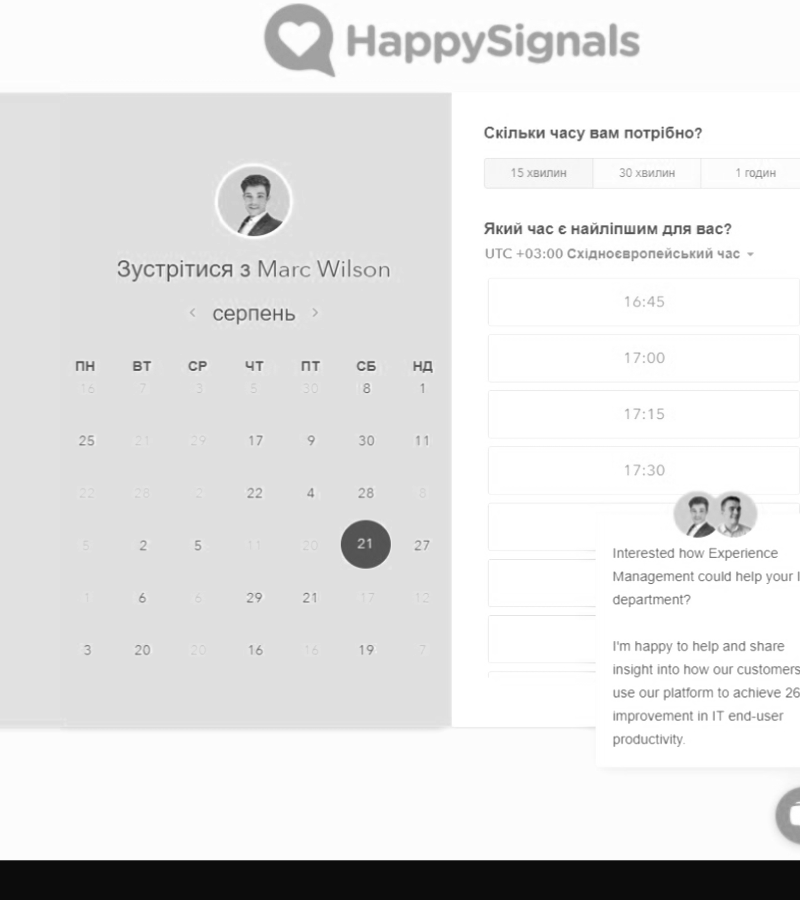 HappySignals
Зустрітися з Marc Wilson
серпень
ПН ВТ СР ЧТ ПТ СБ НД
16 7 3 5 30 8 1
25 21 29 17 9 30 11
22 28 2 22 4 28 8
5 2 5 11 20 21 27
1 6 6 29 21 17 12
3 20 20 16 16 19 7
Скільки часу вам потрібно?
15 хвилин 30 хвилин 1 годин
Який час є найліпшим для вас?
UTC +03:00 Східноєвропейський час
16:45
17:00
17:15
17:30
Interested how Experience
Management could help your
department?
I'm happy to help and share
insight into how our customers
use our platform to achieve 26
improvement in IT end-user
productivity.